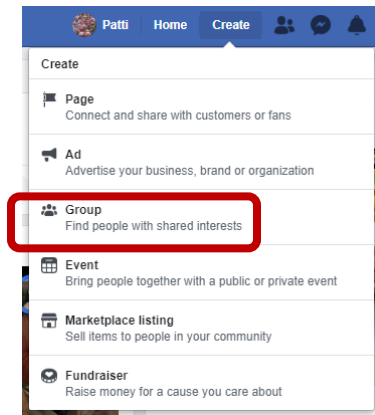 Patti Home Create
Create
Page
Connect and share with customers or fans
Ad
Advertise your business, brand or organization
Group
Find people with shared interests
Event
Bring people together with a public or private event
Marketplace listing
Sell items to people in your community
Fundraiser
Raise money for a cause you care about